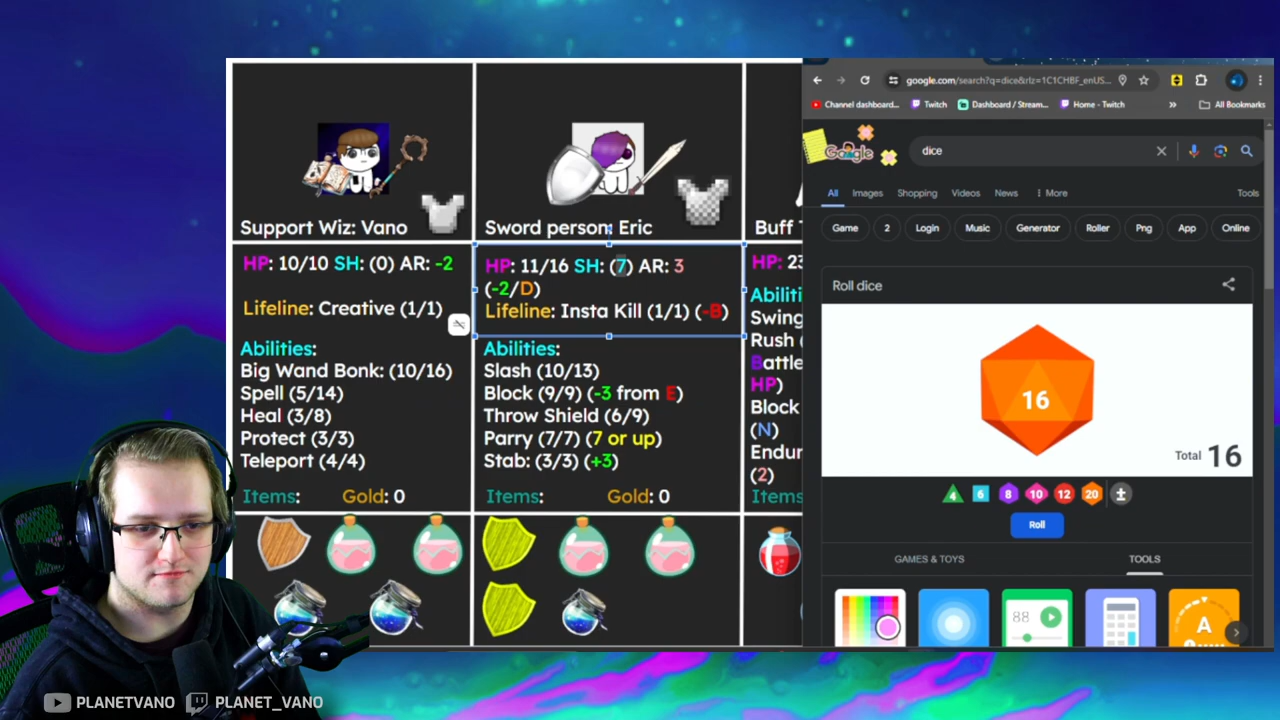 google.com/search?q=dice&rlz=1C1CHBF_enUS...
Channel dashboard...
Twitch
Dashboard / Stream...
Home - Twitch
»
All Bookmarks
Google
dice
All
Images
Shopping
Videos
News
More
Tools
Game
2
Login
Music
Generator
Roller
Png
App
Online
Roll dice
16
Total 16
4
6
8
10
12
20
±
Roll
GAMES & TOYS
TOOLS
88
A
Support Wiz: Vano
HP: 10/10 SH: (0) AR: -2
Lifeline: Creative (1/1)
Abilities:
Big Wand Bonk: (10/16)
Spell (5/14)
Heal (3/8)
Protect (3/3)
Teleport (4/4)
Items: Gold: 0
Sword person: Eric
HP: 11/16 SH: (7) AR: 3
(-2/D)
Lifeline: Insta Kill (1/1) (-B)
Abilities:
Slash (10/13)
Block (9/9) (-3 from E)
Throw Shield (6/9)
Parry (7/7) (7 or up)
Stab: (3/3) (+3)
Items: Gold: 0
Buff
HP: 23
Abiliti
Swing
Rush
Battle
HP)
Block
(N)
Endur
(2)
Items
PLANETVANO
PLANET_VANO